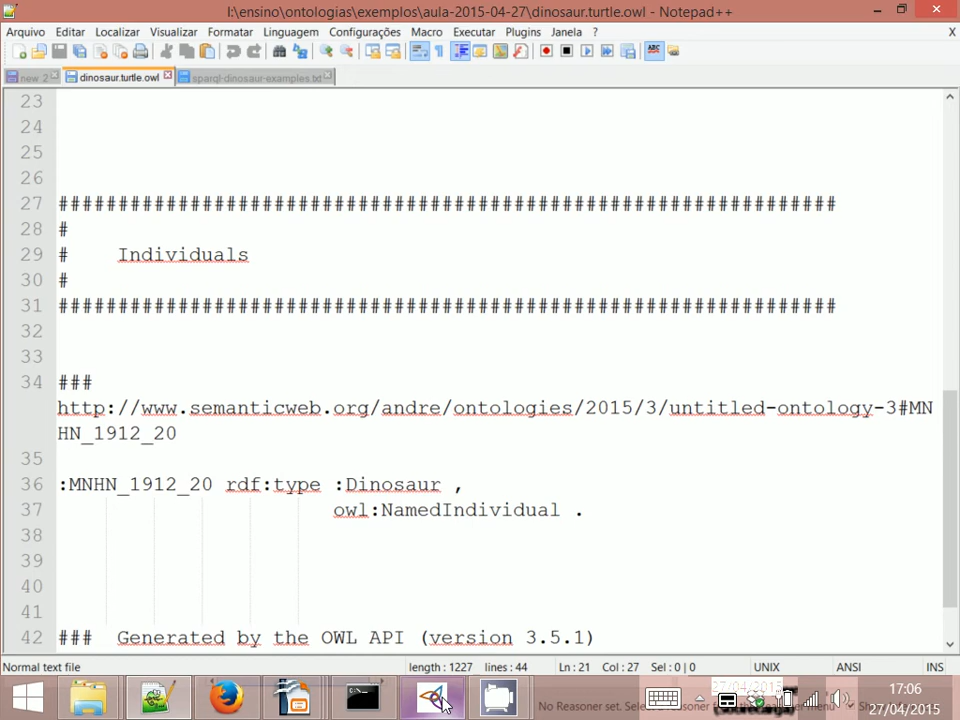 I:\ensino\ontologias\exemplos\aula-2015-04-27\dinosaur.turtle.owl - Notepad++
Arquivo Editar Localizar Visualizar Formatar Linguagem Configurações Macro Executar Plugins Janela ? X
new 2 dinosaur.turtle.owl sparql-dinosaur-examples.txt
23
24
25
26
27 #################################################################
28 #
29 # Individuals
30 #
31 #################################################################
32
33
34 ###
http://www.semanticweb.org/andre/ontologies/2015/3/untitled-ontology-3#MN
HN_1912_20
35
36 :MNHN_1912_20 rdf:type :Dinosaur ,
37 owl:NamedIndividual .
38
39
40
41
42 ### Generated by the OWL API (version 3.5.1)
Normal text file length : 1227 lines : 44 Ln : 21 Col : 27 Sel : 0 | 0 UNIX ANSI INS
27/04/2015
17:06
No Reasoner set. Select
27/04/2015